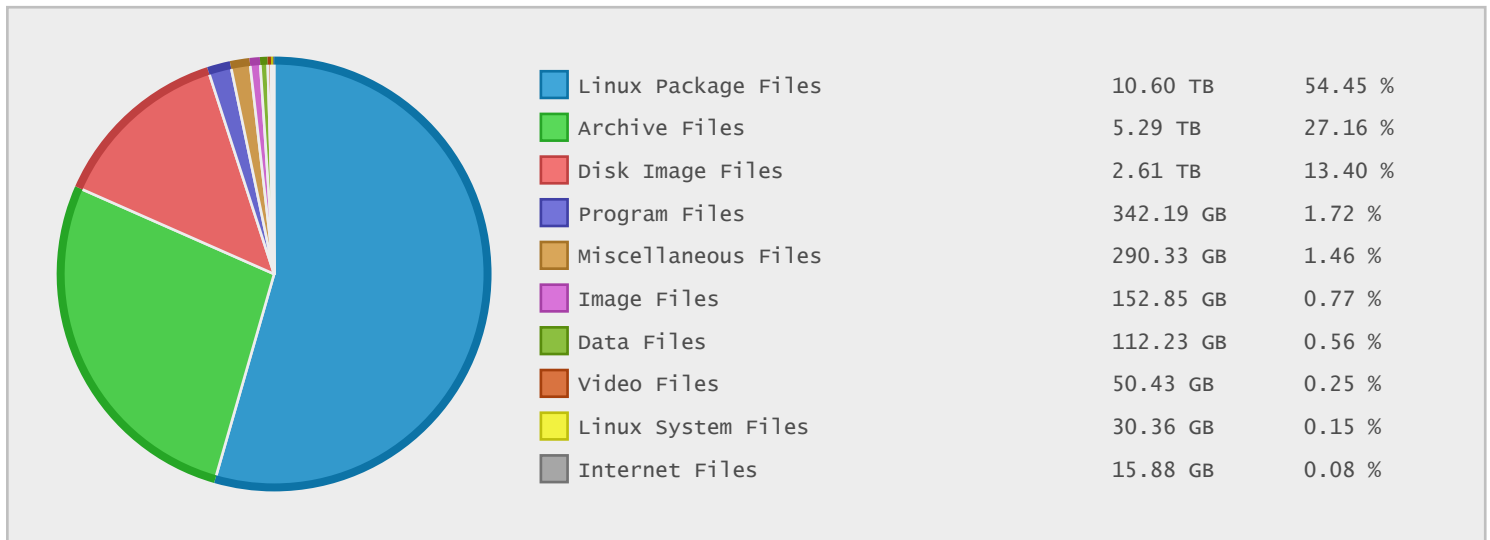 Linux Package Files 10.60 TB 54.45 %
Archive Files 5.29 TB 27.16 %
Disk Image Files 2.61 TB 13.40 %
Program Files 342.19 GB 1.72 %
Miscellaneous Files 290.33 GB 1.46 %
Image Files 152.85 GB 0.77 %
Data Files 112.23 GB 0.56 %
Video Files 50.43 GB 0.25 %
Linux System Files 30.36 GB 0.15 %
Internet Files 15.88 GB 0.08 %